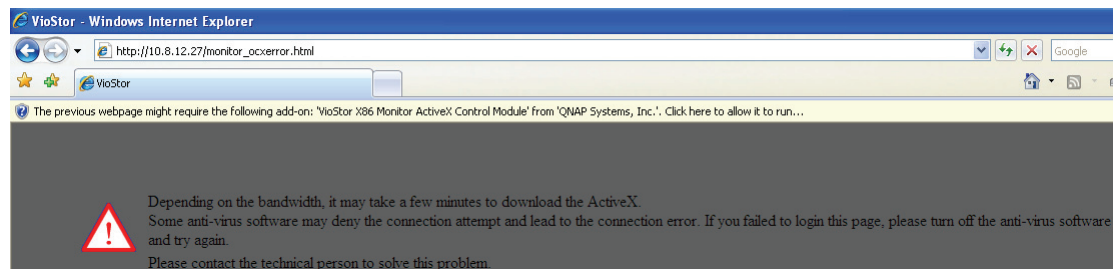 VioStor - Windows Internet Explorer
http://10.8.12.27/monitor_ocxerror.html
Google
VioStor
The previous webpage might require the following add-on: 'VioStor X86 Monitor ActiveX Control Module' from 'QNAP Systems, Inc.'. Click here to allow it to run...
Depending on the bandwidth, it may take a few minutes to download the ActiveX.
Some anti-virus software may deny the connection attempt and lead to the connection error. If you failed to login this page, please turn off the anti-virus software
and try again.
Please contact the technical person to solve this problem.